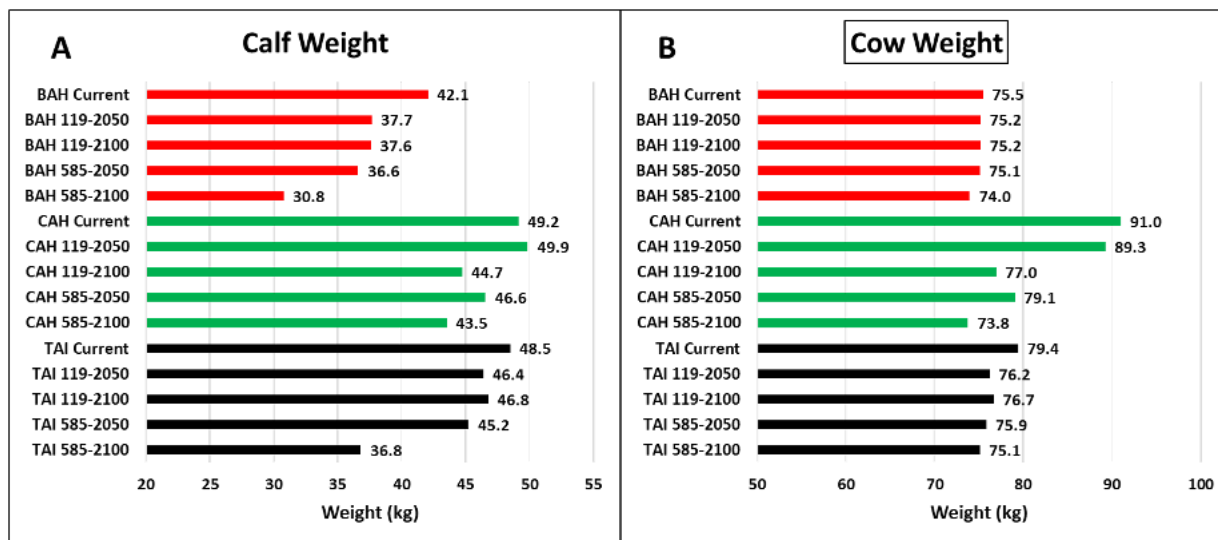 A
Calf Weight
BAH Current 42.1
BAH 119-2050 37.7
BAH 119-2100 37.6
BAH 585-2050 36.6
BAH 585-2100 30.8
CAH Current 49.2
CAH 119-2050 49.9
CAH 119-2100 44.7
CAH 585-2050 46.6
CAH 585-2100 43.5
TAI Current 48.5
TAI 119-2050 46.4
TAI 119-2100 46.8
TAI 585-2050 45.2
TAI 585-2100 36.8
20 25 30 35 40 45 50 55
Weight (kg)
B
Cow Weight
BAH Current 75.5
BAH 119-2050 75.2
BAH 119-2100 75.2
BAH 585-2050 75.1
BAH 585-2100 74.0
CAH Current 91.0
CAH 119-2050 89.3
CAH 119-2100 77.0
CAH 585-2050 79.1
CAH 585-2100 73.8
TAI Current 79.4
TAI 119-2050 76.2
TAI 119-2100 76.7
TAI 585-2050 75.9
TAI 585-2100 75.1
50 60 70 80 90 100
Weight (kg)